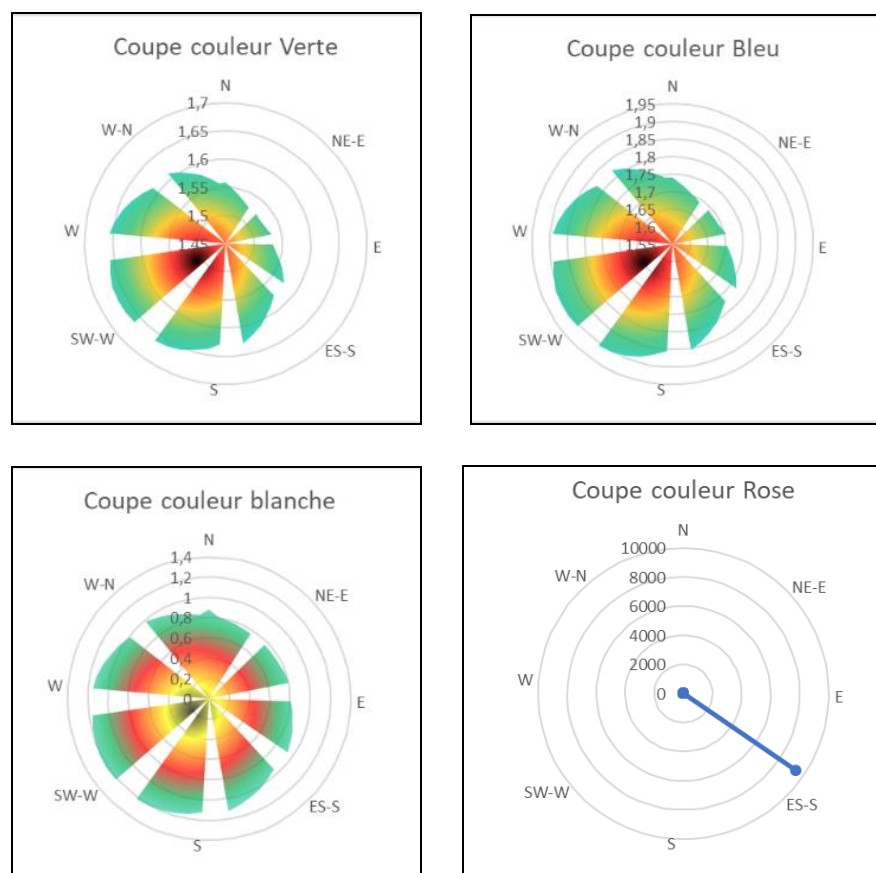 Coupe couleur Verte
N
1,7
1,65
1,6
1,55
1,5
1,45
W-N
NE-E
W
E
SW-W
ES-S
S
Coupe couleur Bleu
N
1,95
1,9
1,85
1,8
1,75
1,7
1,65
1,6
1,55
W-N
NE-E
W
E
SW-W
ES-S
S
Coupe couleur blanche
N
1,4
1,2
1
0,8
0,6
0,4
0,2
0
W-N
NE-E
W
E
SW-W
ES-S
S
Coupe couleur Rose
N
10000
8000
6000
4000
2000
0
W-N
NE-E
W
E
SW-W
ES-S
S